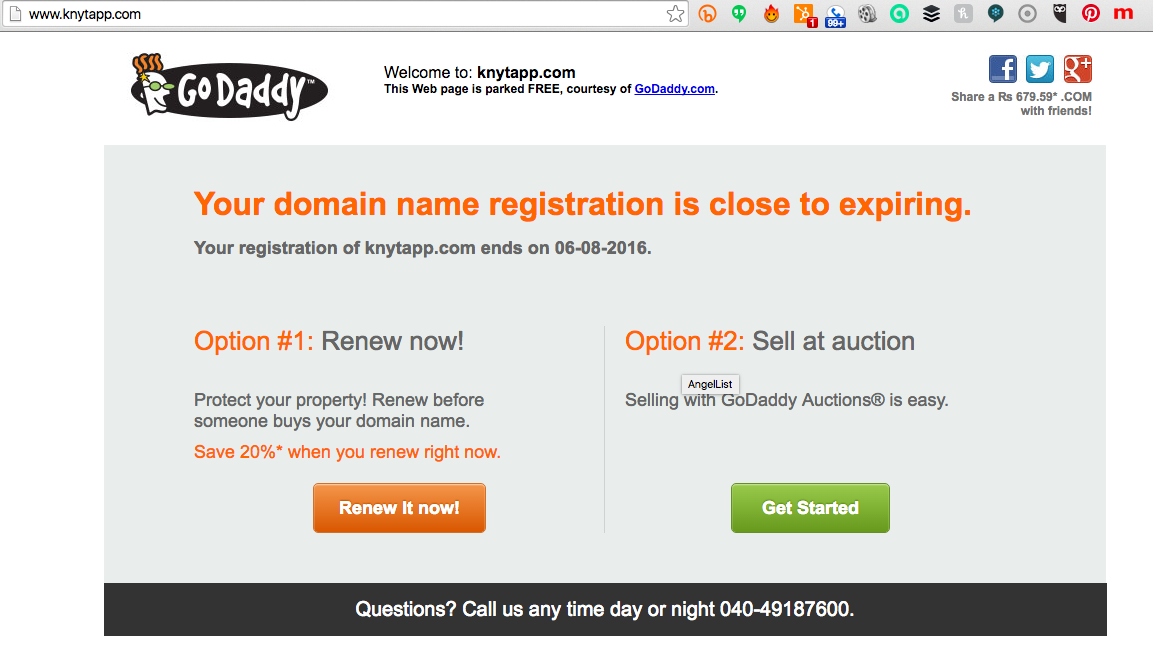 www.knytapp.com
1
99+
m
GoDaddy™
Welcome to: knytapp.com
This Web page is parked FREE, courtesy of GoDaddy.com.
Share a Rs 679.59* .COM
with friends!
Your domain name registration is close to expiring.
Your registration of knytapp.com ends on 06-08-2016.
Option #1: Renew now!
Protect your property! Renew before
someone buys your domain name.
Save 20%* when you renew right now.
Renew It now!
Option #2: Sell at auction
AngelList
Selling with GoDaddy Auctions® is easy.
Get Started
Questions? Call us any time day or night 040-49187600.